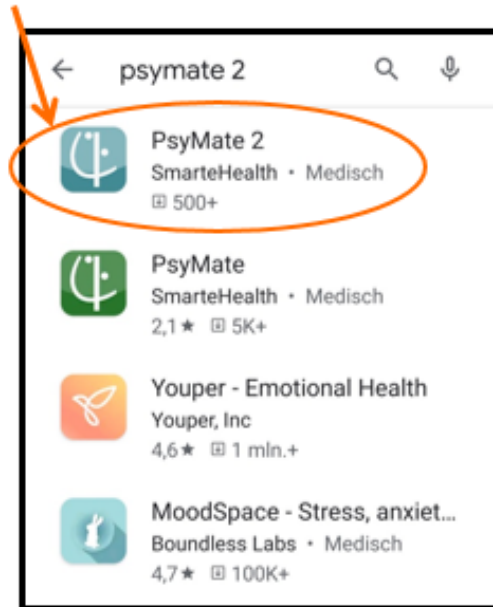 psymate 2
PsyMate 2
SmarteHealth • Medisch
500+
PsyMate
SmarteHealth • Medisch
2,1★ 5K+
Youper - Emotional Health
Youper, Inc
4,6★ 1 mln.+
MoodSpace - Stress, anxiet...
Boundless Labs • Medisch
4,7★ 100K+